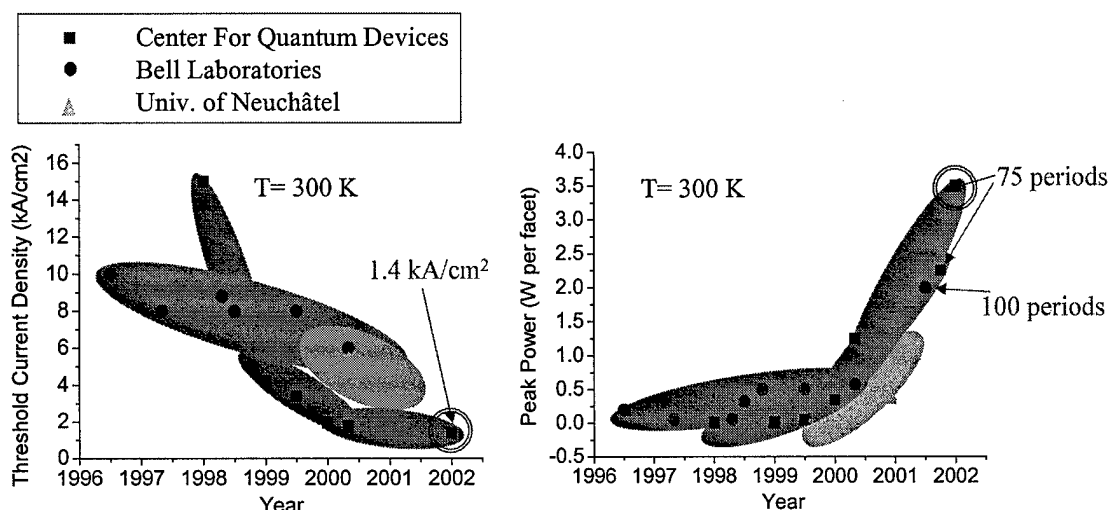 Center For Quantum Devices
Bell Laboratories
Univ. of Neuchâtel
Threshold Current Density (kA/cm2)
16
14
12
10
8
6
4
2
0
T= 300 K
1.4 kA/cm²
1996 1997 1998 1999 2000 2001 2002
Year
Peak Power (W per facet)
4.0
3.5
3.0
2.5
2.0
1.5
1.0
0.5
0.0
-0.5
T= 300 K
75 periods
100 periods
1996 1997 1998 1999 2000 2001 2002
Year